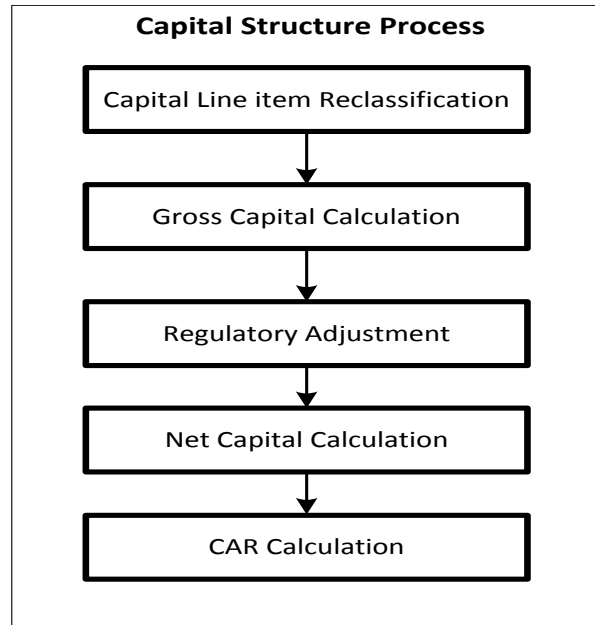 Capital Structure Process
Capital Line item Reclassification
Gross Capital Calculation
Regulatory Adjustment
Net Capital Calculation
CAR Calculation